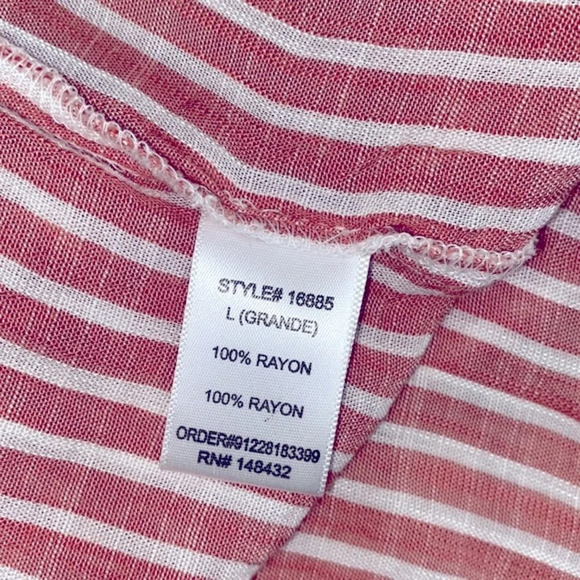 STYLE# 16885
L (GRANDE)
100% RAYON
100% RAYON
ORDER#91228183399
RN# 148432